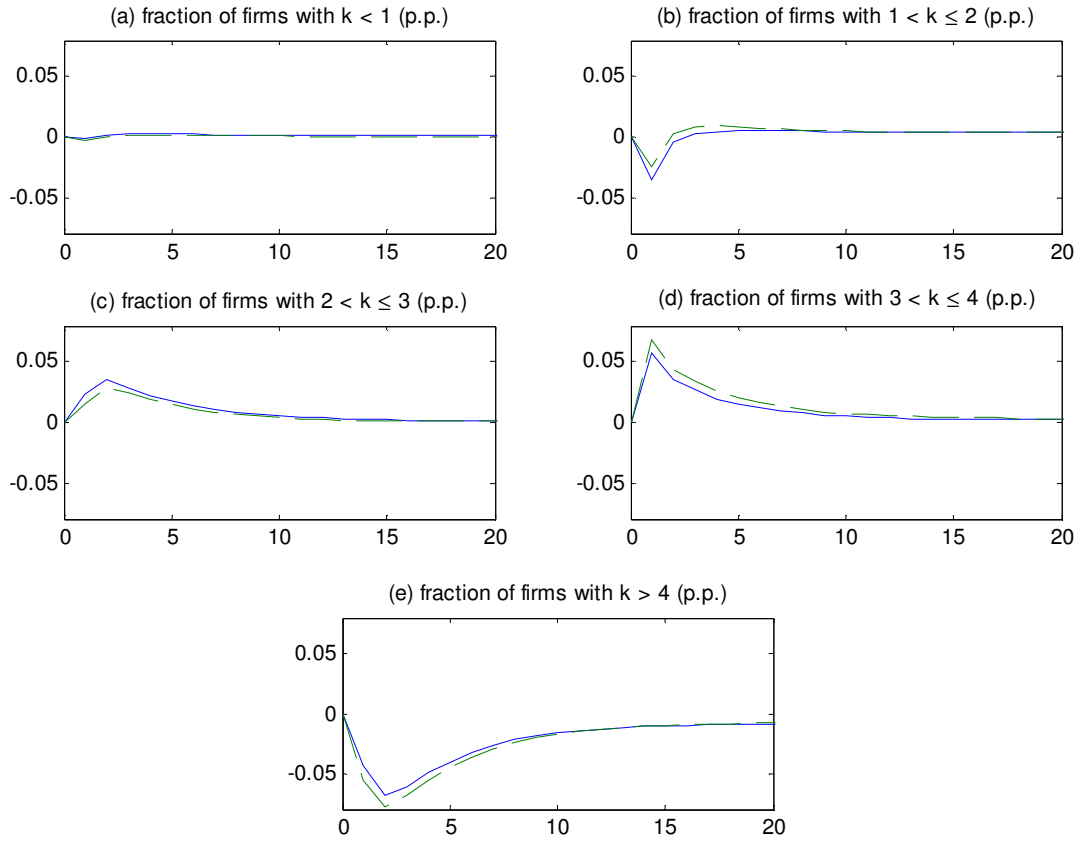 (a) fraction of firms with k < 1 (p.p.)
0.05
0
-0.05
0 5 10 15 20
(b) fraction of firms with 1 < k ≤ 2 (p.p.)
0.05
0
-0.05
0 5 10 15 20
(c) fraction of firms with 2 < k ≤ 3 (p.p.)
0.05
0
-0.05
0 5 10 15 20
(d) fraction of firms with 3 < k ≤ 4 (p.p.)
0.05
0
-0.05
0 5 10 15 20
(e) fraction of firms with k > 4 (p.p.)
0.05
0
-0.05
0 5 10 15 20